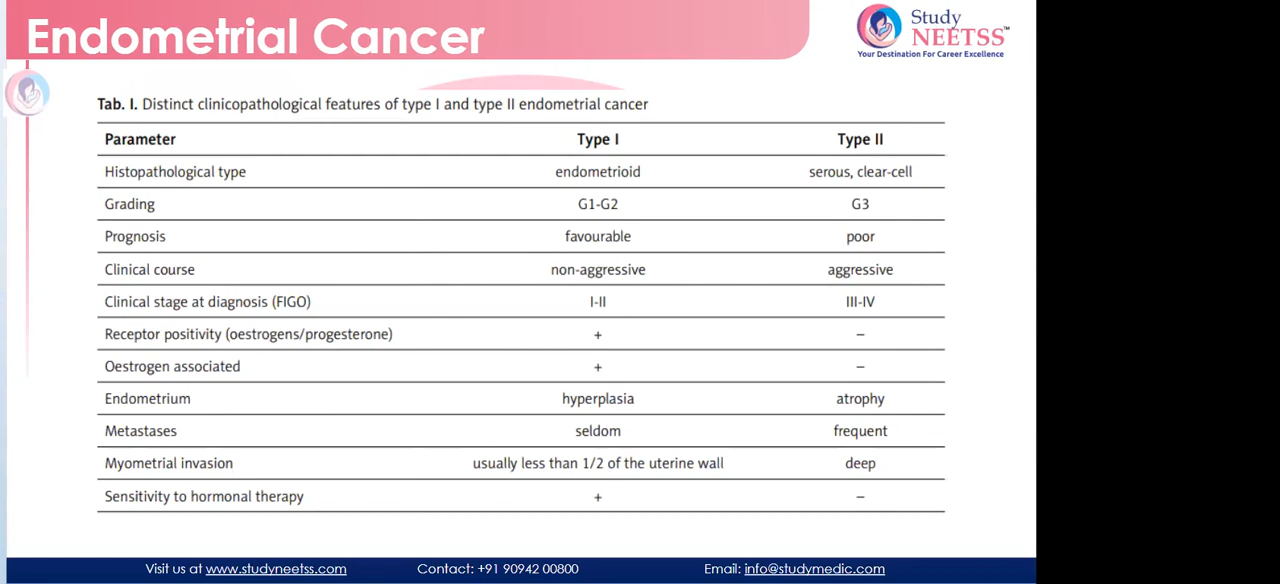 Endometrial Cancer
Study
NEETSS™
Your Destination For Career Excellence
Tab. I. Distinct clinicopathological features of type I and type II endometrial cancer
Parameter Type I Type II
Histopathological type endometrioid serous, clear-cell
Grading G1-G2 G3
Prognosis favourable poor
Clinical course non-aggressive aggressive
Clinical stage at diagnosis (FIGO) I-II III-IV
Receptor positivity (oestrogens/progesterone) + –
Oestrogen associated + –
Endometrium hyperplasia atrophy
Metastases seldom frequent
Myometrial invasion usually less than 1/2 of the uterine wall deep
Sensitivity to hormonal therapy + –
Visit us at www.studyneetss.com Contact: +91 90942 00800 Email: info@studymedic.com